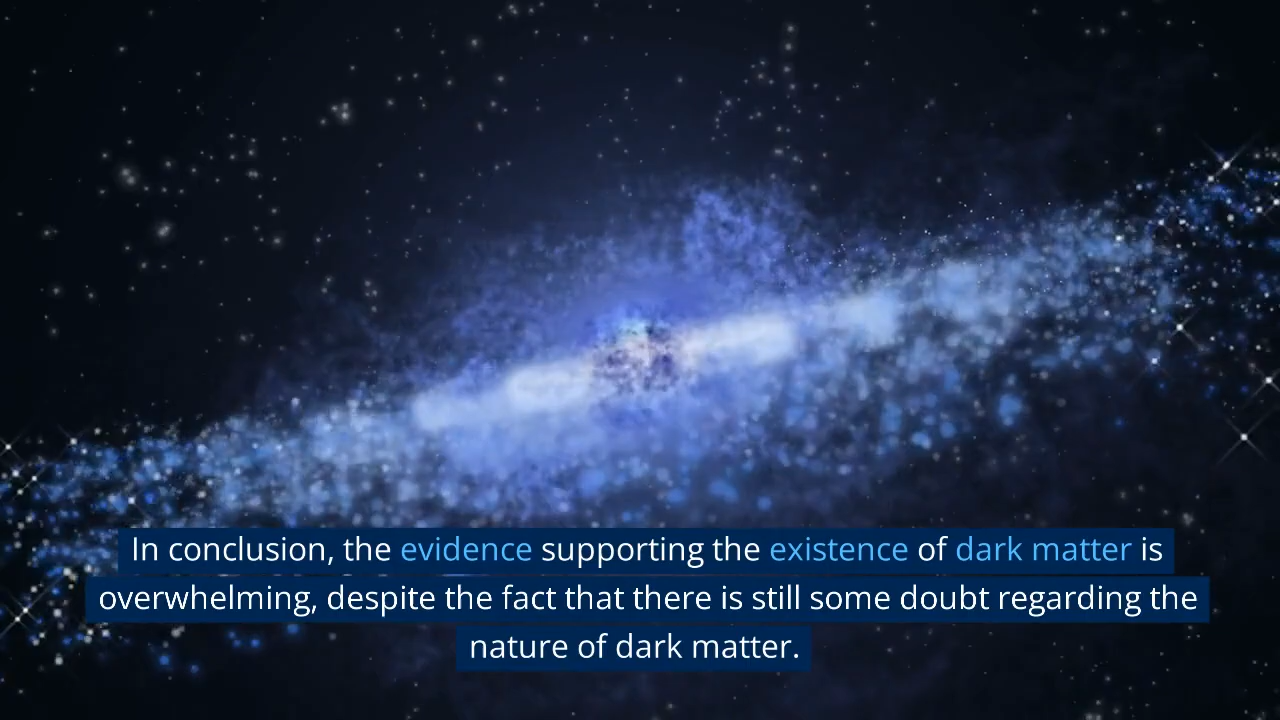 In conclusion, the evidence supporting the existence of dark matter is
overwhelming, despite the fact that there is still some doubt regarding the
nature of dark matter.